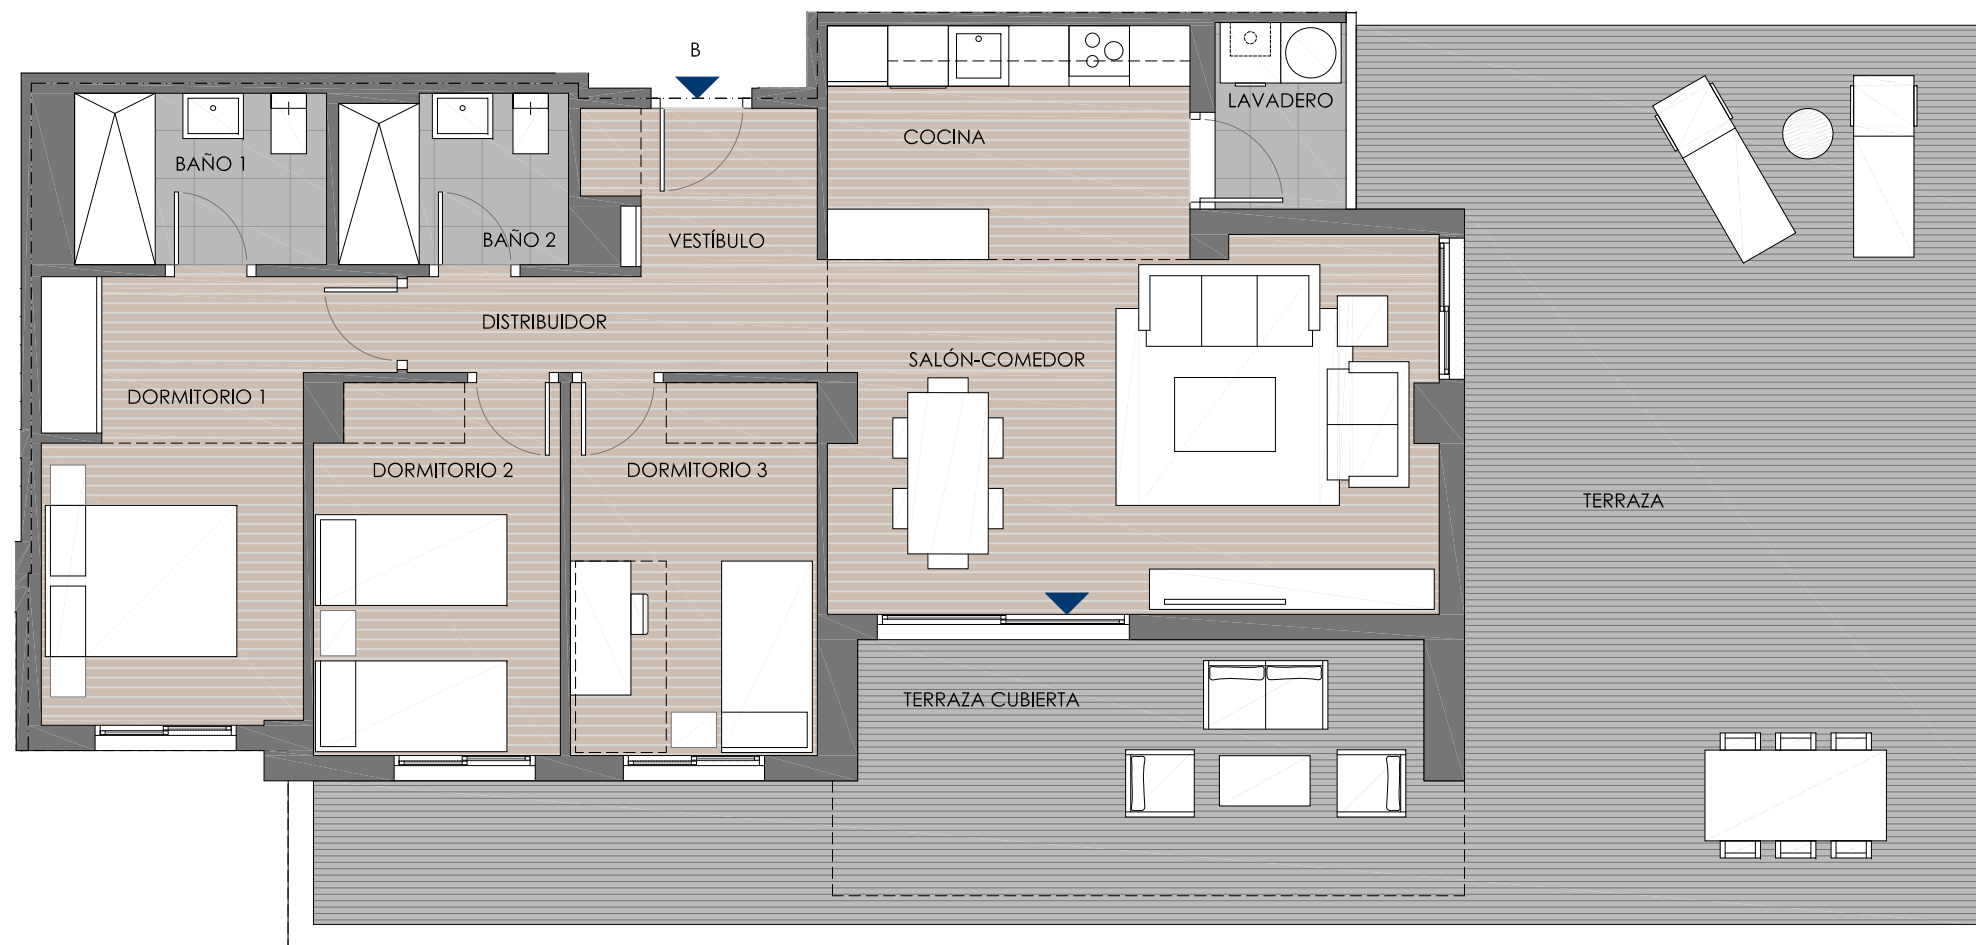 B
LAVADERO
COCINA
BAÑO 1
BAÑO 2
VESTÍBULO
DISTRIBUIDOR
SALÓN-COMEDOR
DORMITORIO 1
DORMITORIO 2
DORMITORIO 3
TERRAZA
TERRAZA CUBIERTA